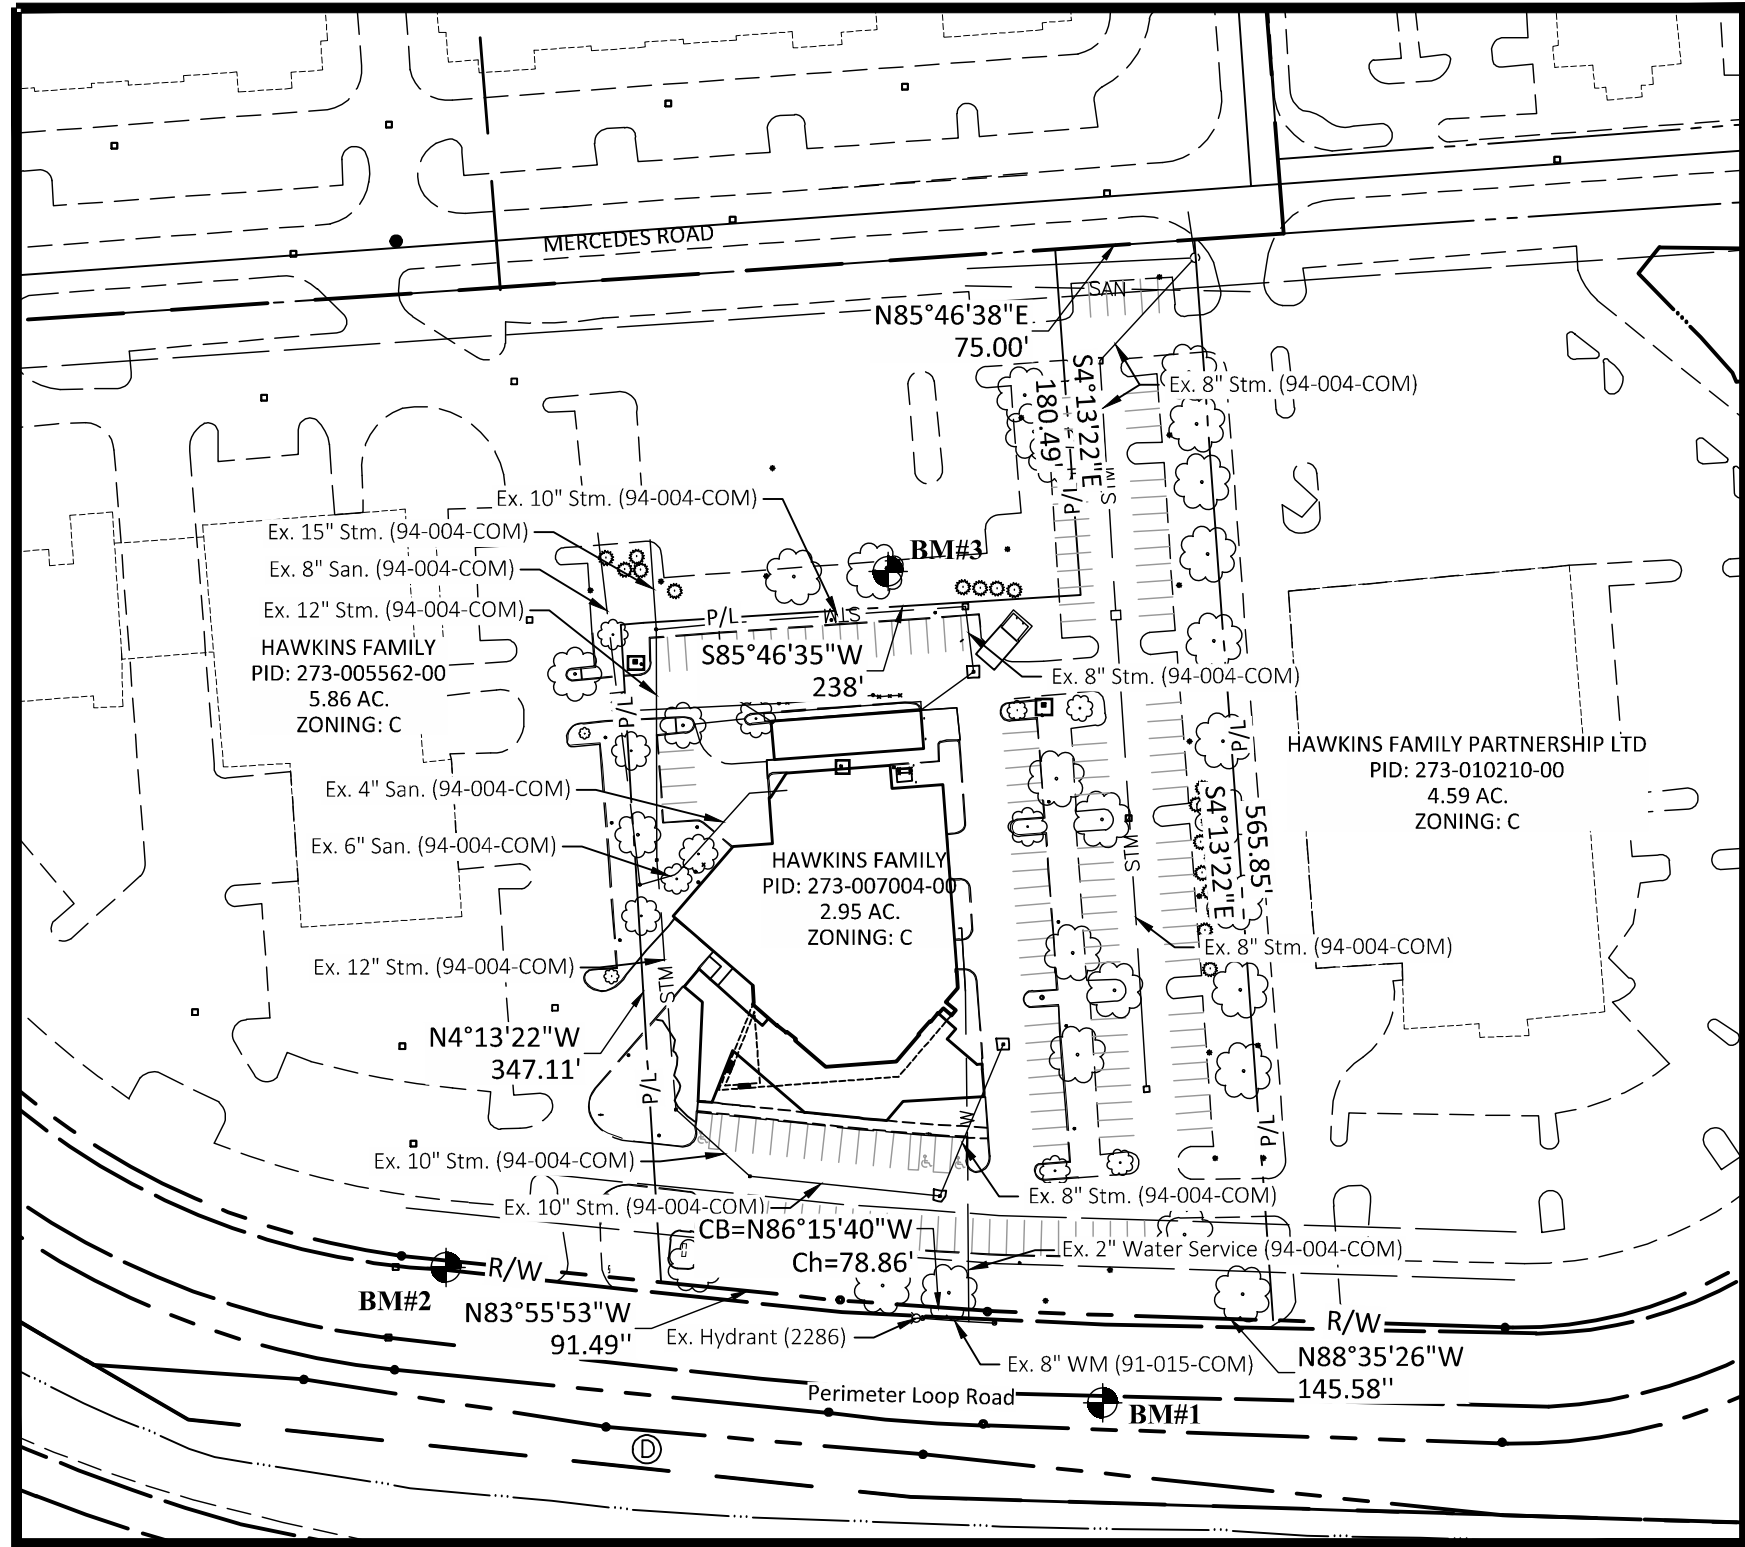 MERCEDES ROAD
SAN
N85°46'38"E
75.00'
S4°13'22"E
180.49'
Ex. 8" Stm. (94-004-COM)
STM
P/L
Ex. 10" Stm. (94-004-COM)
Ex. 15" Stm. (94-004-COM)
BM#3
Ex. 8" San. (94-004-COM)
Ex. 12" Stm. (94-004-COM)
P/L
STM
HAWKINS FAMILY
PID: 273-005562-00
5.86 AC.
ZONING: C
S85°46'35"W
238'
Ex. 8" Stm. (94-004-COM)
P/L
P/L
HAWKINS FAMILY PARTNERSHIP LTD
PID: 273-010210-00
4.59 AC.
ZONING: C
Ex. 4" San. (94-004-COM)
S4°13'22"E
565.85'
Ex. 6" San. (94-004-COM)
STM
HAWKINS FAMILY
PID: 273-007004-00
2.95 AC.
ZONING: C
Ex. 8" Stm. (94-004-COM)
Ex. 12" Stm. (94-004-COM)
STM
N4°13'22"W
347.11'
P/L
W
P/L
Ex. 10" Stm. (94-004-COM)
Ex. 8" Stm. (94-004-COM)
Ex. 10" Stm. (94-004-COM)
CB=N86°15'40"W
Ch=78.86'
Ex. 2" Water Service (94-004-COM)
R/W
BM#2
N83°55'53"W
91.49''
Ex. Hydrant (2286)
R/W
Ex. 8" WM (91-015-COM)
N88°35'26"W
145.58''
Perimeter Loop Road
BM#1
D